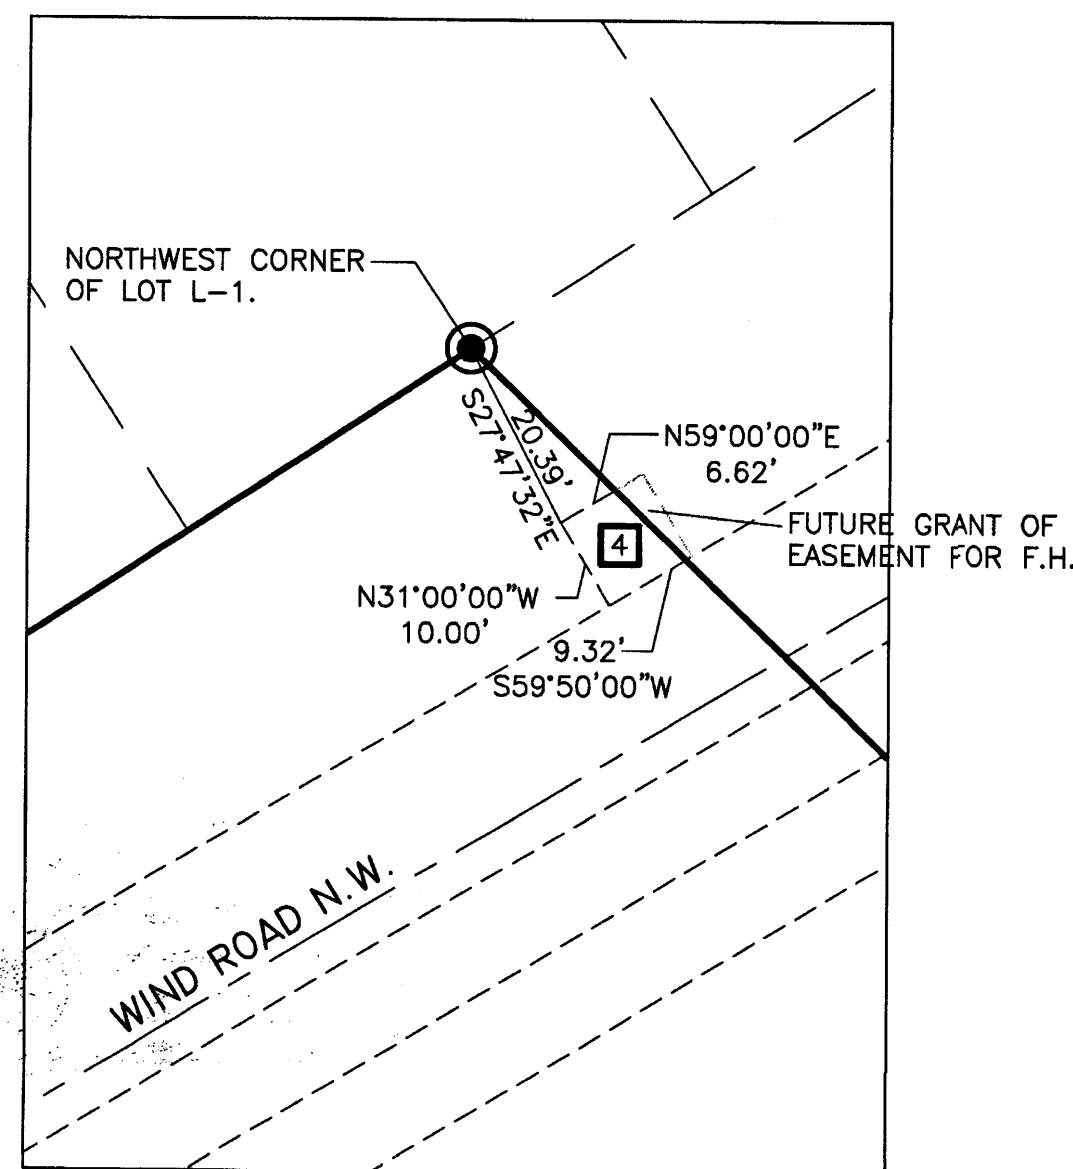 NORTHWEST CORNER
OF LOT L-1.
20.39'
S27°47'32"E
N59°00'00"E
6.62'
4
FUTURE GRANT OF
EASEMENT FOR F.H.
N31°00'00"W
10.00'
9.32'
S59°50'00"W
WIND ROAD N.W.